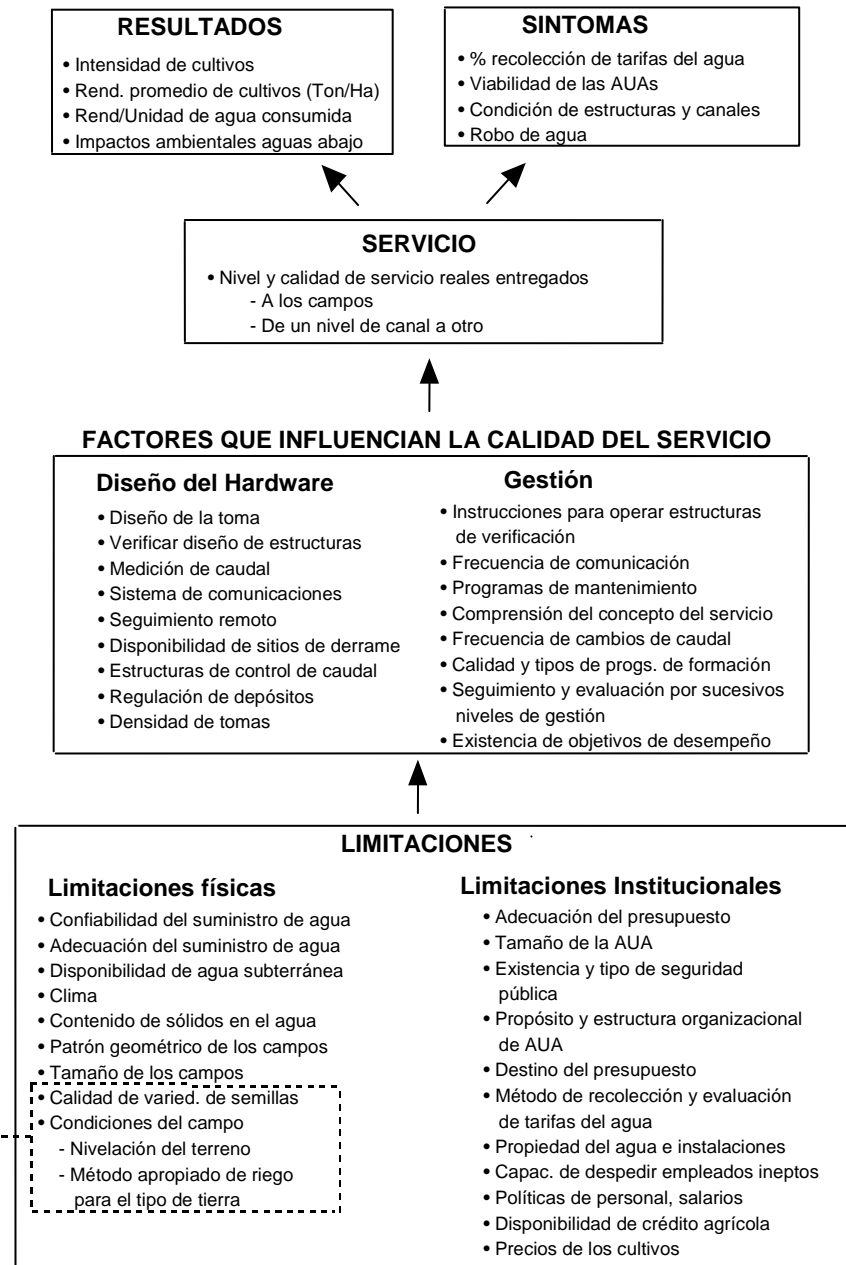 RESULTADOS
• Intensidad de cultivos
• Rend. promedio de cultivos (Ton/Ha)
• Rend/Unidad de agua consumida
• Impactos ambientales aguas abajo
SINTOMAS
• % recolección de tarifas del agua
• Viabilidad de las AUAs
• Condición de estructuras y canales
• Robo de agua
SERVICIO
• Nivel y calidad de servicio reales entregados
- A los campos
- De un nivel de canal a otro
FACTORES QUE INFLUENCIAN LA CALIDAD DEL SERVICIO
Diseño del Hardware
• Diseño de la toma
• Verificar diseño de estructuras
• Medición de caudal
• Sistema de comunicaciones
• Seguimiento remoto
• Disponibilidad de sitios de derrame
• Estructuras de control de caudal
• Regulación de depósitos
• Densidad de tomas
Gestión
• Instrucciones para operar estructuras
de verificación
• Frecuencia de comunicación
• Programas de mantenimiento
• Comprensión del concepto del servicio
• Frecuencia de cambios de caudal
• Calidad y tipos de progs. de formación
• Seguimiento y evaluación por sucesivos
niveles de gestión
• Existencia de objetivos de desempeño
LIMITACIONES
Limitaciones físicas
• Confiabilidad del suministro de agua
• Adecuación del suministro de agua
• Disponibilidad de agua subterránea
• Clima
• Contenido de sólidos en el agua
• Patrón geométrico de los campos
• Tamaño de los campos
• Calidad de varied. de semillas
• Condiciones del campo
- Nivelación del terreno
- Método apropiado de riego
para el tipo de tierra
Limitaciones Institucionales
• Adecuación del presupuesto
• Tamaño de la AUA
• Existencia y tipo de seguridad
pública
• Propósito y estructura organizacional
de AUA
• Destino del presupuesto
• Método de recolección y evaluación
de tarifas del agua
• Propiedad del agua e instalaciones
• Capac. de despedir empleados ineptos
• Políticas de personal, salarios
• Disponibilidad de crédito agrícola
• Precios de los cultivos